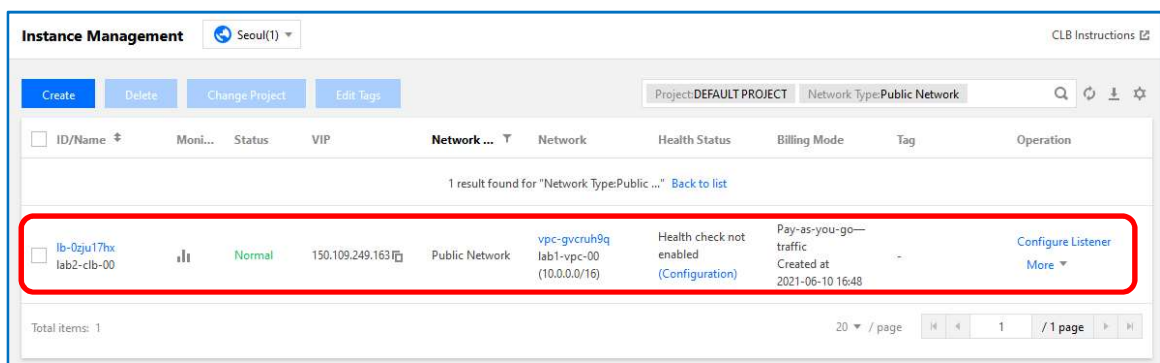 Instance Management Seoul(1) CLB Instructions
Create Delete Change Project Edit Tags Project:DEFAULT PROJECT Network Type:Public Network
ID/Name Moni... Status VIP Network ... Network Health Status Billing Mode Tag Operation
1 result found for "Network Type:Public ..." Back to list
lb-0zju17hx
lab2-clb-00
Normal
150.109.249.163
Public Network
vpc-gvcruh9q
lab1-vpc-00
(10.0.0.0/16)
Health check not
enabled
(Configuration)
Pay-as-you-go—
traffic
Created at
2021-06-10 16:48
-
Configure Listener
More
Total items: 1 20 / page 1 / 1 page